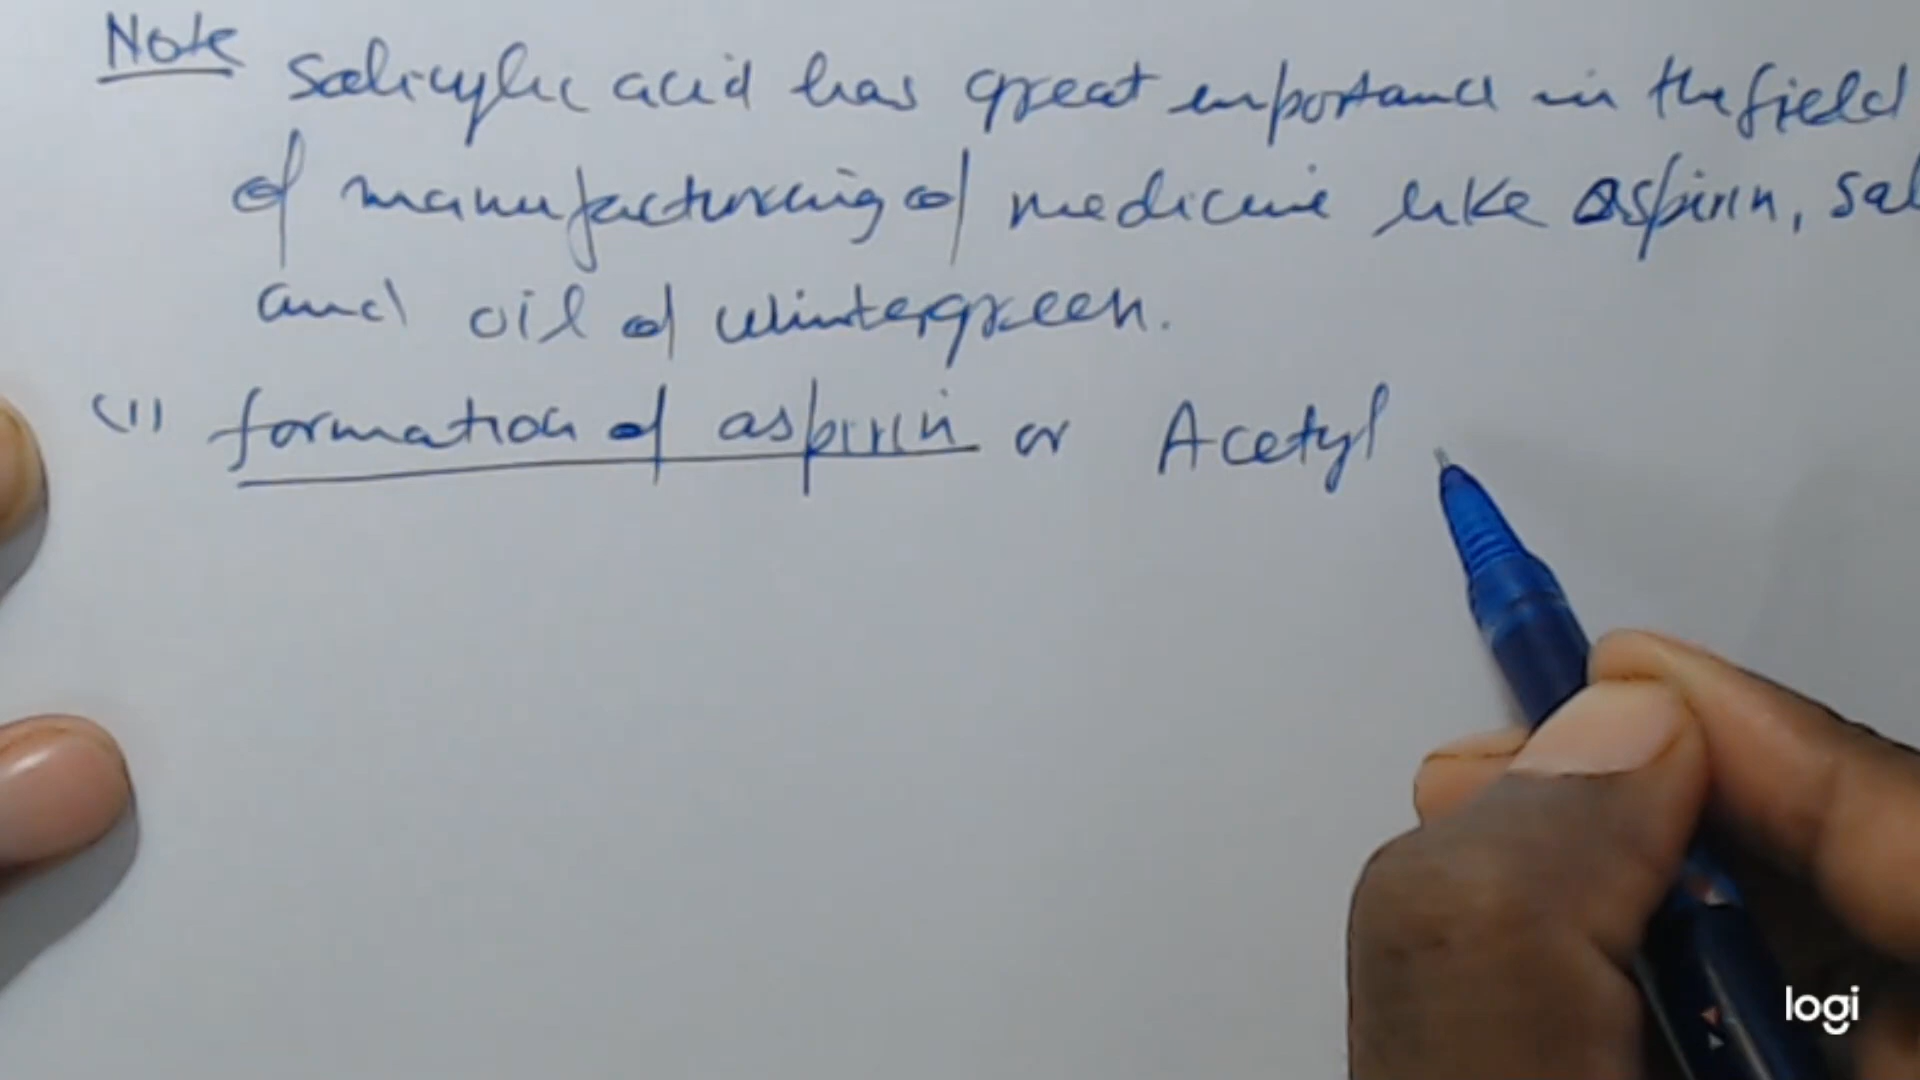 Note
Salicylic acid has great importance in the field
of manufacturing of medicine like aspirin, sal
and oil of wintergreen.
(1) formation of aspirin or Acetyl
logi